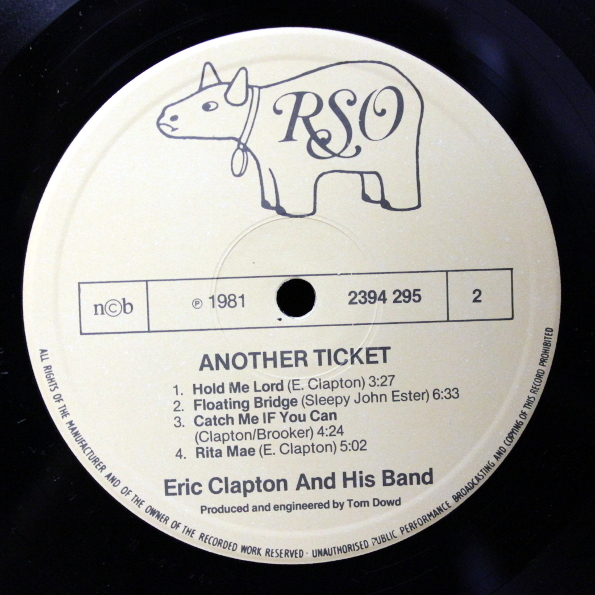 RSO
n©b
℗ 1981
2394 295
2
ANOTHER TICKET
1. Hold Me Lord (E. Clapton) 3:27
2. Floating Bridge (Sleepy John Ester) 6:33
3. Catch Me IF You Can
(Clapton/Brooker) 4:24
4. Rita Mae (E. Clapton) 5:02
Eric Clapton And His Band
Produced and engineered by Tom Dowd
ALL RIGHTS OF THE MANUFACTURER AND OF THE OWNER OF THE RECORDED WORK RESERVED · UNAUTHORISED PUBLIC PERFORMANCE BROADCASTING AND COPYING OF THIS RECORD PROHIBITED